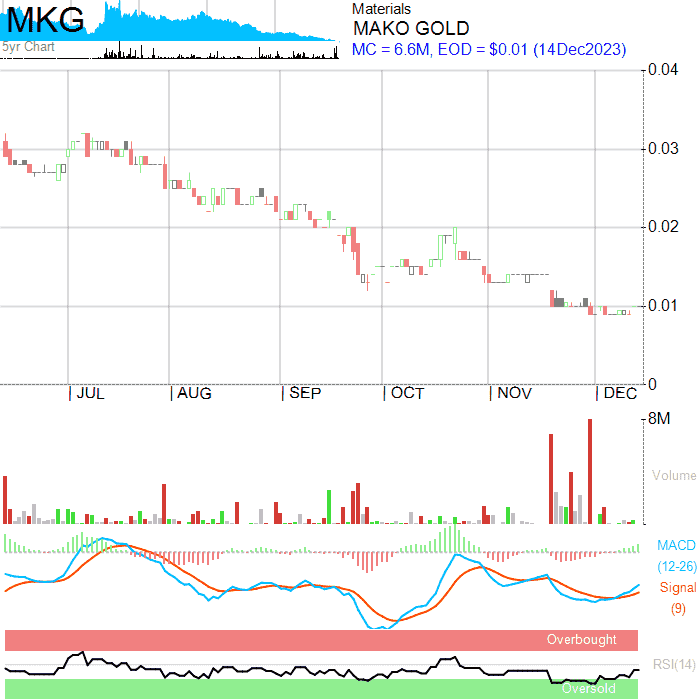 MKG
5yr Chart
Materials
MAKO GOLD
MC = 6.6M, EOD = $0.01 (14Dec2023)
0.04
0.03
0.02
0.01
0
JUL
AUG
SEP
OCT
NOV
DEC
8M
Volume
MACD
(12-26)
Signal
(9)
Overbought
RSI(14)
Oversold